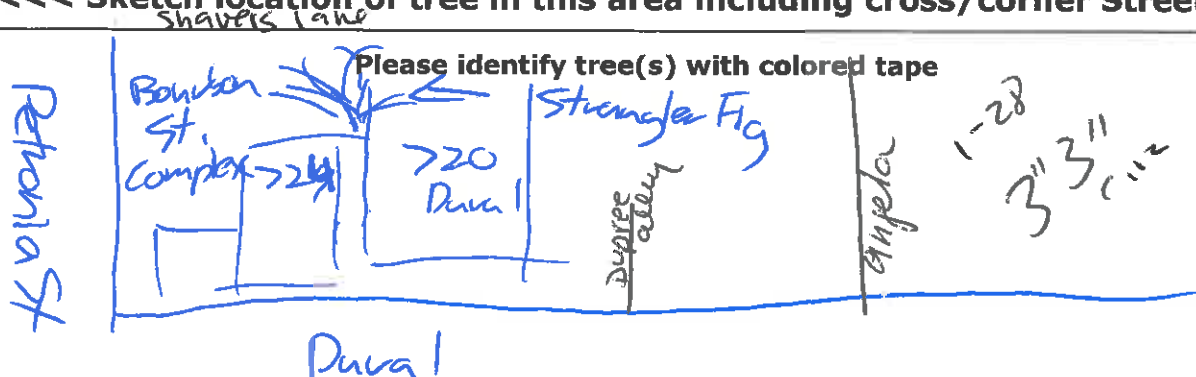 <<< Sketch location of tree in this area including cross/corner Street
Shavers Lane
Please identify tree(s) with colored tape
Petronia St
Bourbon
St.
Complex
Strangler Fig
>20
Duval
Dupree
alley
Angela
1-28
3" 3"
Duval